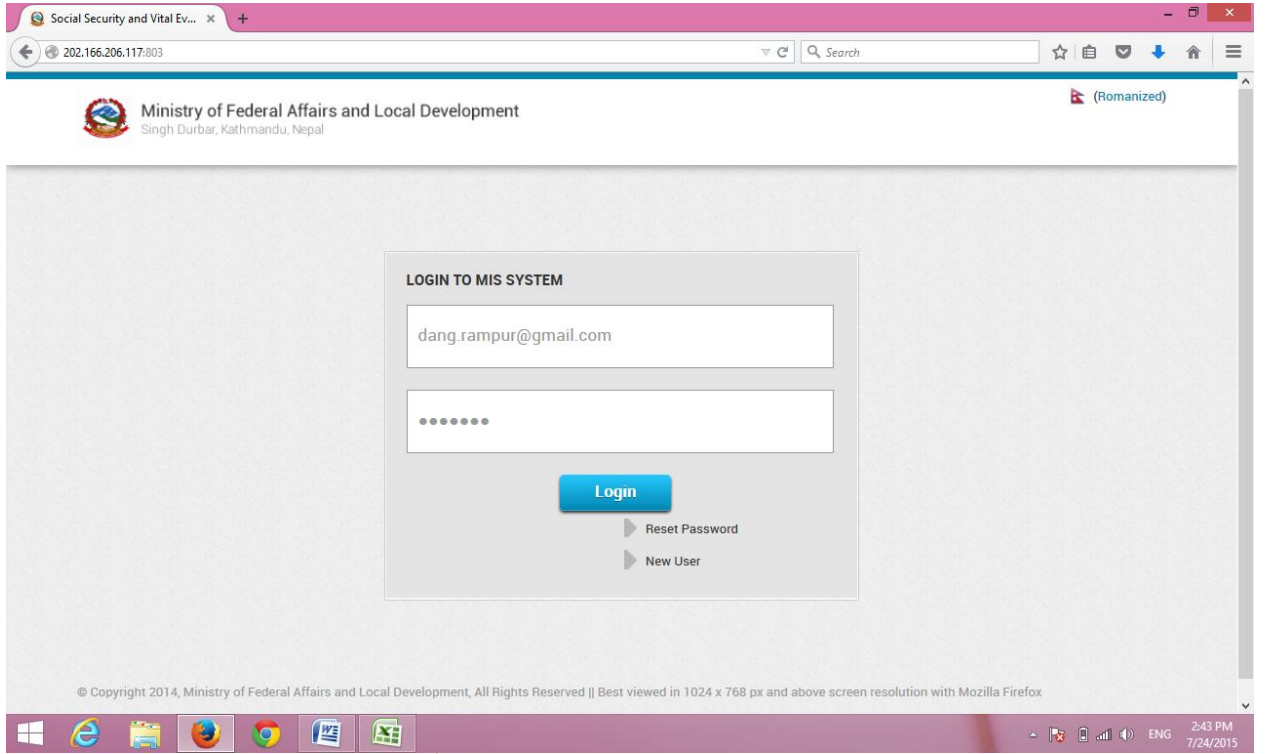 Social Security and Vital Ev...
202.166.206.117:803
Search
Ministry of Federal Affairs and Local Development
Singh Durbar, Kathmandu, Nepal
(Romanized)
LOGIN TO MIS SYSTEM
dang.rampur@gmail.com
Login
Reset Password
New User
© Copyright 2014, Ministry of Federal Affairs and Local Development, All Rights Reserved || Best viewed in 1024 x 768 px and above screen resolution with Mozilla Firefox
ENG
2:43 PM
7/24/2015